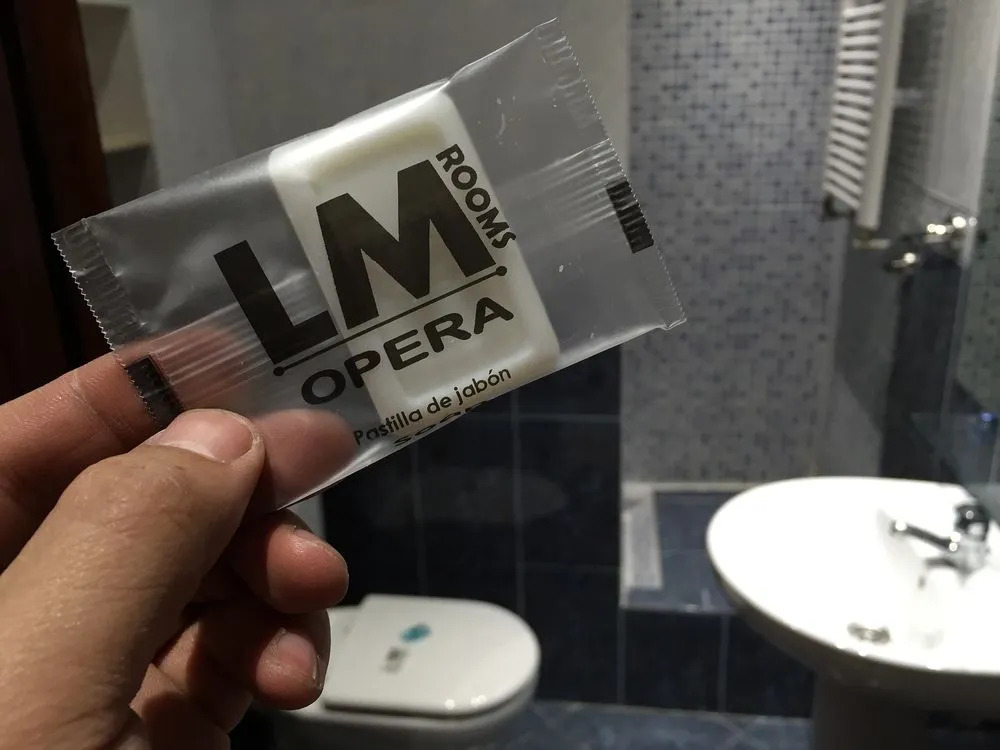 LM ROOMS
OPERA
Pastilla de jabón